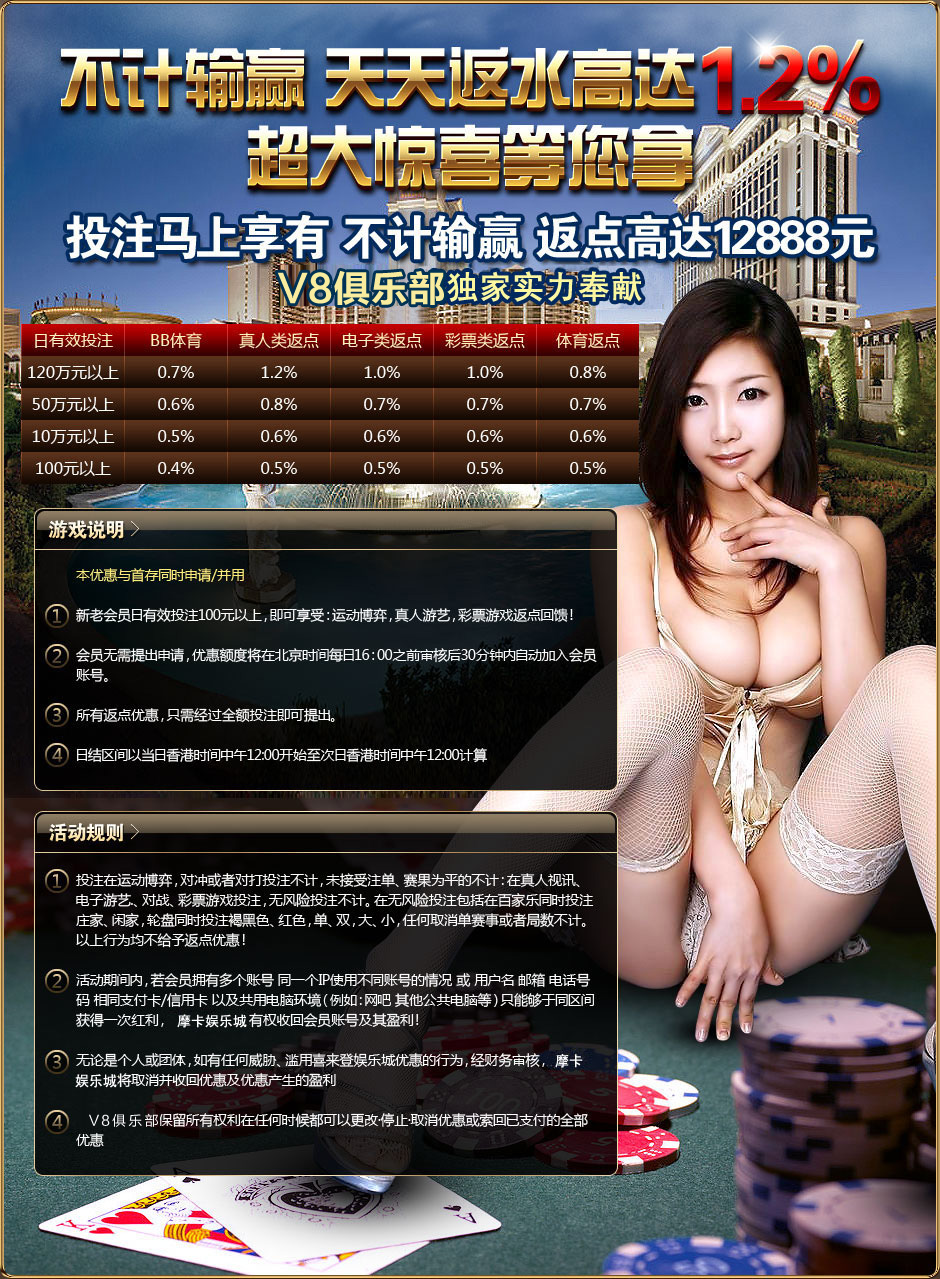 不计输赢 天天返水高达1.2%
超大惊喜等您拿
投注马上享有 不计输赢 返点高达12888元
V8俱乐部独家实力奉献
日有效投注 BB体育 真人类返点 电子类返点 彩票类返点 体育返点
120万元以上 0.7% 1.2% 1.0% 1.0% 0.8%
50万元以上 0.6% 0.8% 0.7% 0.7% 0.7%
10万元以上 0.5% 0.6% 0.6% 0.6% 0.6%
100元以上 0.4% 0.5% 0.5% 0.5% 0.5%
游戏说明
本优惠与首存同时申请/并用
1 新老会员日有效投注100元以上,即可享受:运动博弈,真人游艺,彩票游戏返点回馈!
2 会员无需提出申请,优惠额度将在北京时间每日16:00之前审核后30分钟内自动加入会员
账号。
3 所有返点优惠,只需经过全额投注即可提出。
4 日结区间以当日香港时间中午12:00开始至次日香港时间中午12:00计算
活动规则
1 投注在运动博弈,对冲或者对打投注不计,未接受注单、赛果为平的不计:在真人视讯、
电子游艺、对战、彩票游戏投注,无风险投注不计。在无风险投注包括在百家乐同时投注
庄家、闲家,轮盘同时投注褐黑色、红色,单、双,大、小,任何取消单赛事或者局数不计。
以上行为均不给予返点优惠!
2 活动期间内,若会员拥有多个账号 同一个IP使用不同账号的情况 或 用户名 邮箱 电话号
码 相同支付卡/信用卡 以及共用电脑环境(例如:网吧 其他公共电脑等)只能够于同区间
获得一次红利, 摩卡娱乐城有权收回会员账号及其盈利!
3 无论是个人或团体,如有任何威胁、滥用喜来登娱乐城优惠的行为,经财务审核, 摩卡
娱乐城将取消并收回优惠及优惠产生的盈利
4 V8俱乐部保留所有权利在任何时候都可以更改·停止·取消优惠或索回已支付的全部
优惠
K
A
A